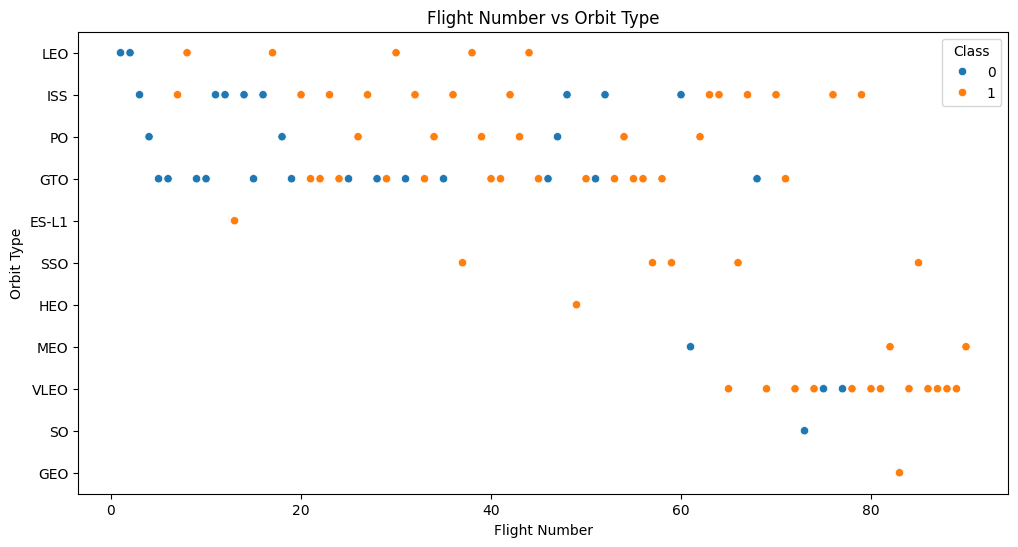 Flight Number vs Orbit Type
Orbit Type
LEO
ISS
PO
GTO
ES-L1
SSO
HEO
MEO
VLEO
SO
GEO
Class
0
1
0 20 40 60 80
Flight Number